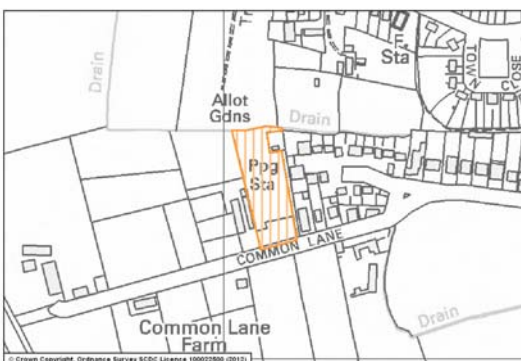 Tr
F
Sta
TOWN CLOSE
Drain
Allot
Gdns
Drain
Ppg
Sta
COMMON LANE
Common Lane
Farm
Drain
© Crown Copyright. Ordnance Survey SCDC Licence 100022500 (2012)